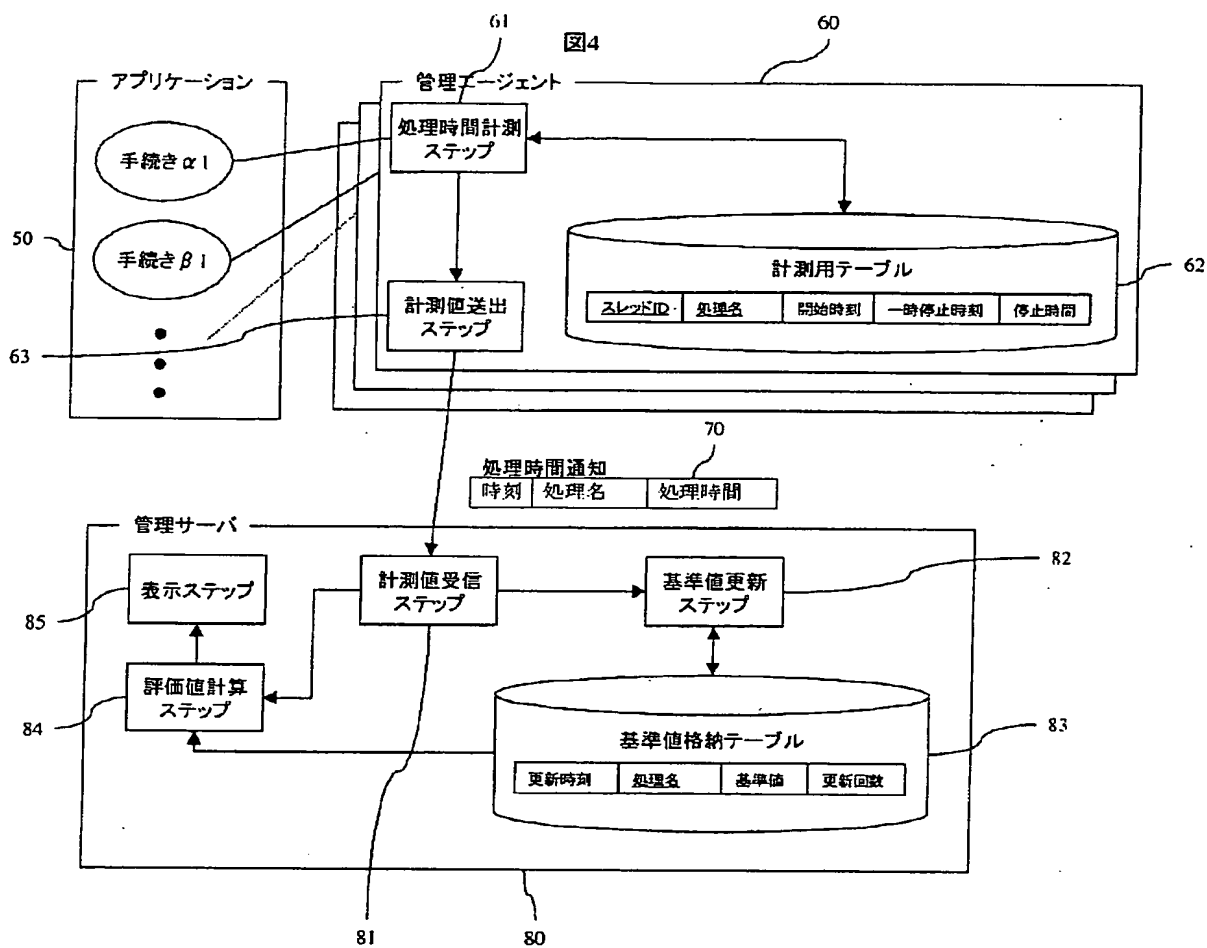 図4
61
60
アプリケーション
管理エージェント
手続きα1
処理時間計測
ステップ
50
手続きβ1
計測用テーブル
62
スレッドID
処理名
開始時刻
一時停止時刻
停止時間
計測値送出
ステップ
63
70
処理時間通知
時刻
処理名
処理時間
管理サーバ
表示ステップ
計測値受信
ステップ
基準値更新
ステップ
82
85
評価値計算
ステップ
84
基準値格納テーブル
83
更新時刻
処理名
基準値
更新回数
81
80